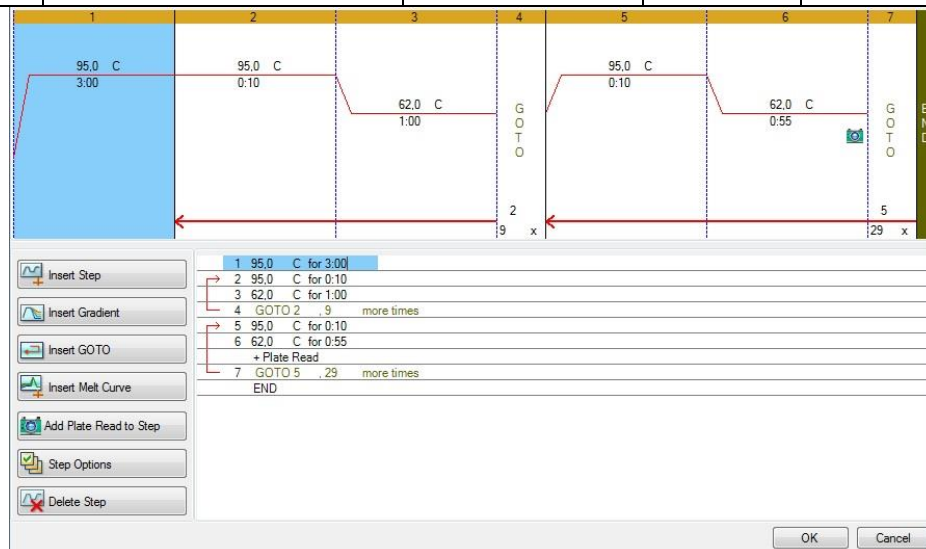 1 2 3 4 5 6 7
95,0 C 95,0 C 95,0 C
3:00 0:10 0:10
62,0 C 62,0 C
1:00 0:55
GOTO GOTO END
2 5
9 x 29 x
Insert Step
Insert Gradient
Insert GOTO
Insert Melt Curve
Add Plate Read to Step
Step Options
Delete Step
1 95,0 C for 3:00
2 95,0 C for 0:10
3 62,0 C for 1:00
4 GOTO 2 , 9 more times
5 95,0 C for 0:10
6 62,0 C for 0:55
+ Plate Read
7 GOTO 5 , 29 more times
END
OK Cancel